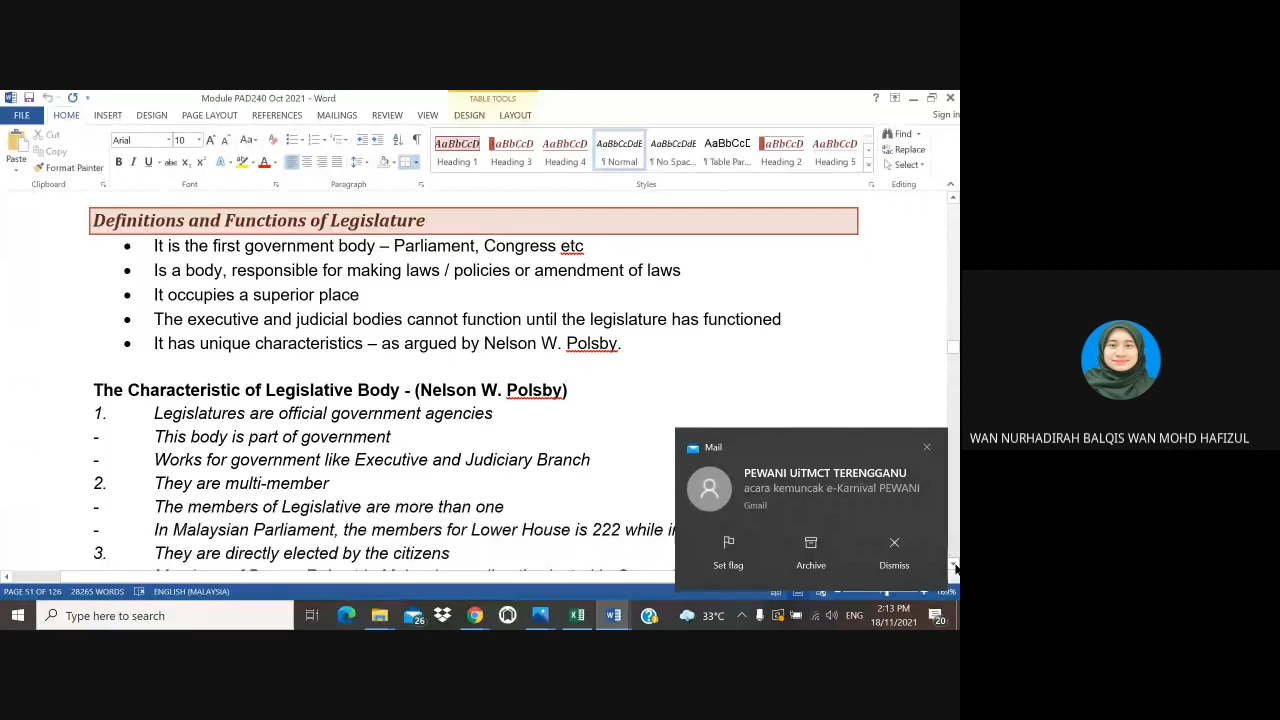 Module PAD240 Oct 2021 - Word
TABLE TOOLS
Sign in
FILE HOME INSERT DESIGN PAGE LAYOUT REFERENCES MAILINGS REVIEW VIEW DESIGN LAYOUT
Cut
Copy
Format Painter
Paste
Clipboard
Arial 10
Font
Paragraph
AaBbCcD AaBbCcD AaBbCcD AaBbCcDdE AaBbCcDdE AaBbCc AaBbCcD AaBbCcD
Heading 1 Heading 3 Heading 4 ¶ Normal ¶ No Spac... ¶ Table Par... Heading 2 Heading 5
Styles
Find
Replace
Select
Editing
Definitions and Functions of Legislature
• It is the first government body – Parliament, Congress etc
• Is a body, responsible for making laws / policies or amendment of laws
• It occupies a superior place
• The executive and judicial bodies cannot function until the legislature has functioned
• It has unique characteristics – as argued by Nelson W. Polsby.
The Characteristic of Legislative Body - (Nelson W. Polsby)
1. Legislatures are official government agencies
- This body is part of government
- Works for government like Executive and Judiciary Branch
2. They are multi-member
- The members of Legislative are more than one
- In Malaysian Parliament, the members for Lower House is 222 while
3. They are directly elected by the citizens
Mail
PEWANI UiTMCT TERENGGANU
acara kemuncak e-Karnival PEWANI
Gmail
Set flag Archive Dismiss
PAGE 51 OF 126 28265 WORDS ENGLISH (MALAYSIA) 169%
Type here to search
26
33°C
ENG
2:13 PM
18/11/2021
20
WAN NURHADIRAH BALQIS WAN MOHD HAFIZUL